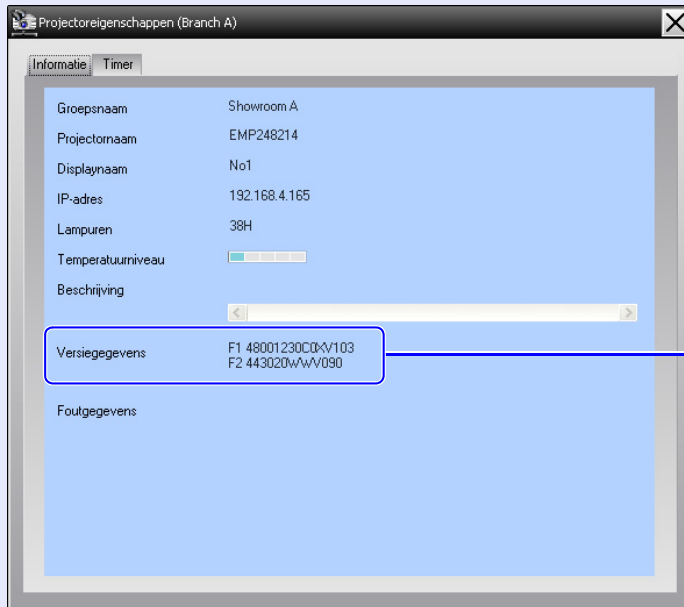 Projectoreigenschappen (Branch A)
Informatie Timer
Groepsnaam Showroom A
Projectornaam EMP248214
Displaynaam No1
IP-adres 192.168.4.165
Lampuren 38H
Temperatuurniveau
Beschrijving
Versiegegevens F1 48001230C0XV103
F2 443020WWV090
Foutgegevens